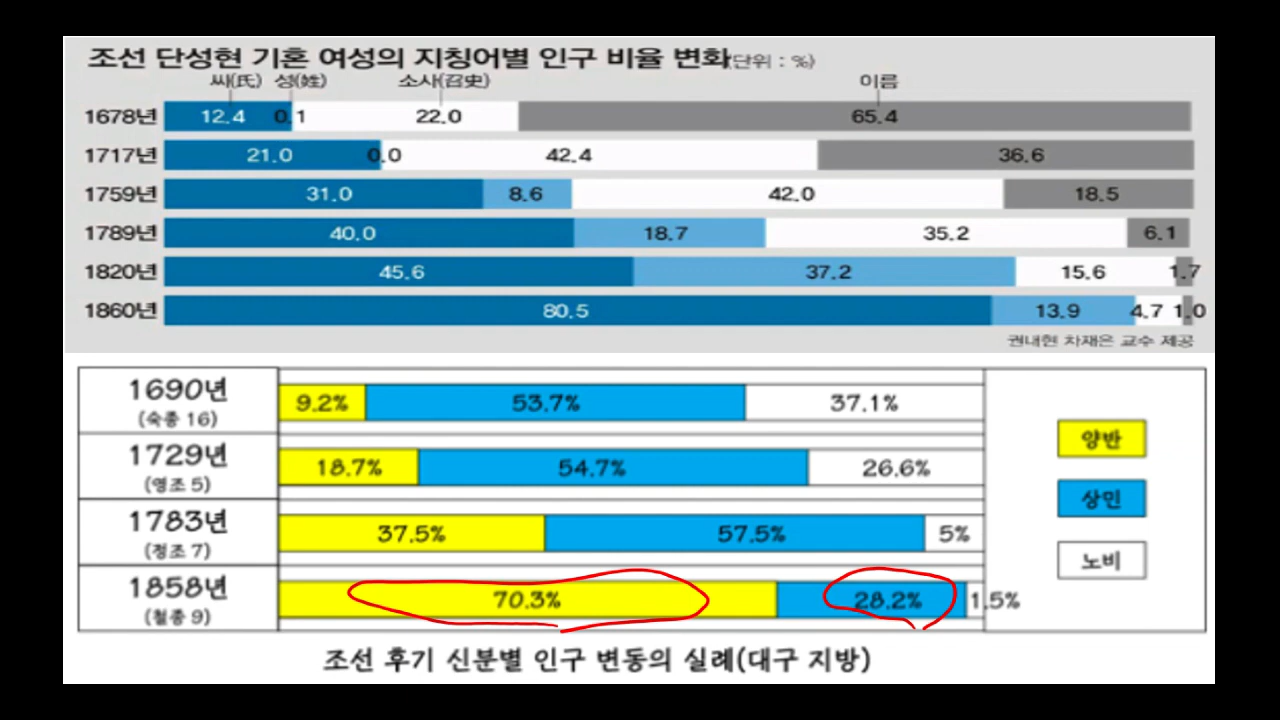 조선 단성현 기혼 여성의 지칭어별 인구 비율 변화(단위 : %)
씨(氏) 성(姓) 소사(召史) 이름
1678년 12.4 0.1 22.0 65.4
1717년 21.0 0.0 42.4 36.6
1759년 31.0 8.6 42.0 18.5
1789년 40.0 18.7 35.2 6.1
1820년 45.6 37.2 15.6 1.7
1860년 80.5 13.9 4.7 1.0
권내현 차재은 교수 제공
1690년 9.2% 53.7% 37.1%
(숙종 16)
양반
1729년 18.7% 54.7% 26.6%
(영조 5)
상민
1783년 37.5% 57.5% 5%
(정조 7)
노비
1858년 70.3% 28.2% 1.5%
(철종 9)
조선 후기 신분별 인구 변동의 실례(대구 지방)